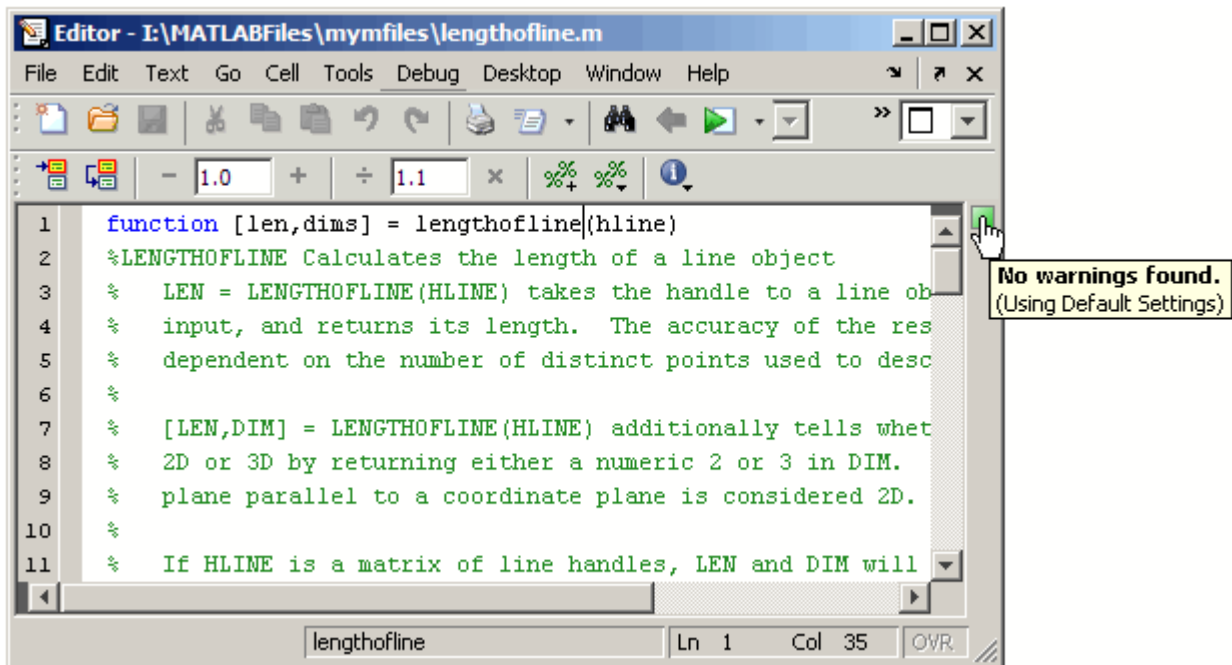 Editor - I:\MATLABFiles\mymfiles\lengthofline.m
File Edit Text Go Cell Tools Debug Desktop Window Help
1.0 1.1
1 function [len,dims] = lengthofline(hline)
2 %LENGTHOFLINE Calculates the length of a line object
3 % LEN = LENGTHOFLINE(HLINE) takes the handle to a line ob
4 % input, and returns its length. The accuracy of the res
5 % dependent on the number of distinct points used to desc
6 %
7 % [LEN,DIM] = LENGTHOFLINE(HLINE) additionally tells whet
8 % 2D or 3D by returning either a numeric 2 or 3 in DIM.
9 % plane parallel to a coordinate plane is considered 2D.
10 %
11 % If HLINE is a matrix of line handles, LEN and DIM will
No warnings found.
(Using Default Settings)
lengthofline Ln 1 Col 35 OVR